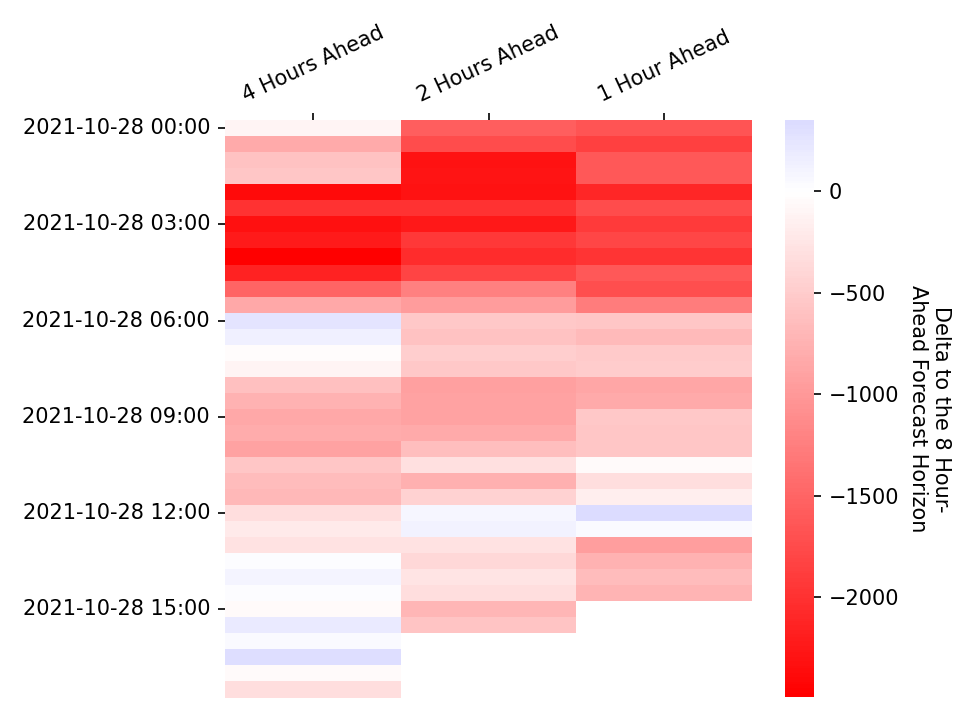 4 Hours Ahead
2 Hours Ahead
1 Hour Ahead
2021-10-28 00:00
2021-10-28 03:00
2021-10-28 06:00
2021-10-28 09:00
2021-10-28 12:00
2021-10-28 15:00
0
−500
−1000
−1500
−2000
Delta to the 8 Hour-
Ahead Forecast Horizon